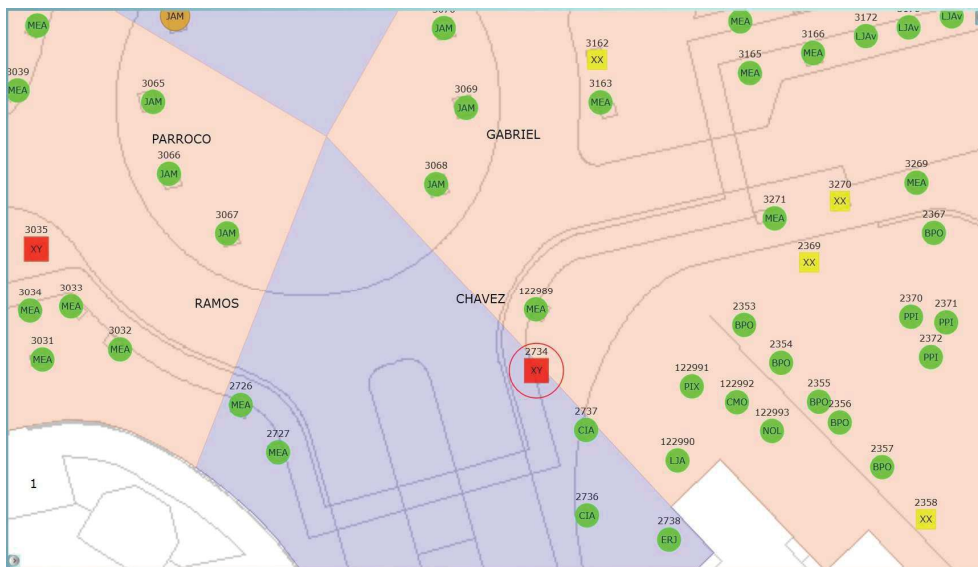 JAM
MEA
3070
JAM
MEA
3172
LJAv
LJAv
LJAv
3162
XX
3166
MEA
3165
MEA
3039
MEA
3065
JAM
3069
JAM
3163
MEA
PARROCO
GABRIEL
3066
JAM
3068
JAM
3269
MEA
3270
XX
3271
MEA
2367
BPO
3067
JAM
3035
XY
2369
XX
RAMOS
CHAVEZ
122989
MEA
3034
MEA
3033
MEA
2353
BPO
2370
PPI
2371
PPI
3032
MEA
3031
MEA
2734
XY
2354
BPO
2372
PPI
122991
PIX
122992
CMO
2355
BPO
2356
BPO
2726
MEA
122993
NOL
2737
CIA
2727
MEA
122990
LJA
2357
BPO
1
2736
CIA
2358
XX
2738
ERJ